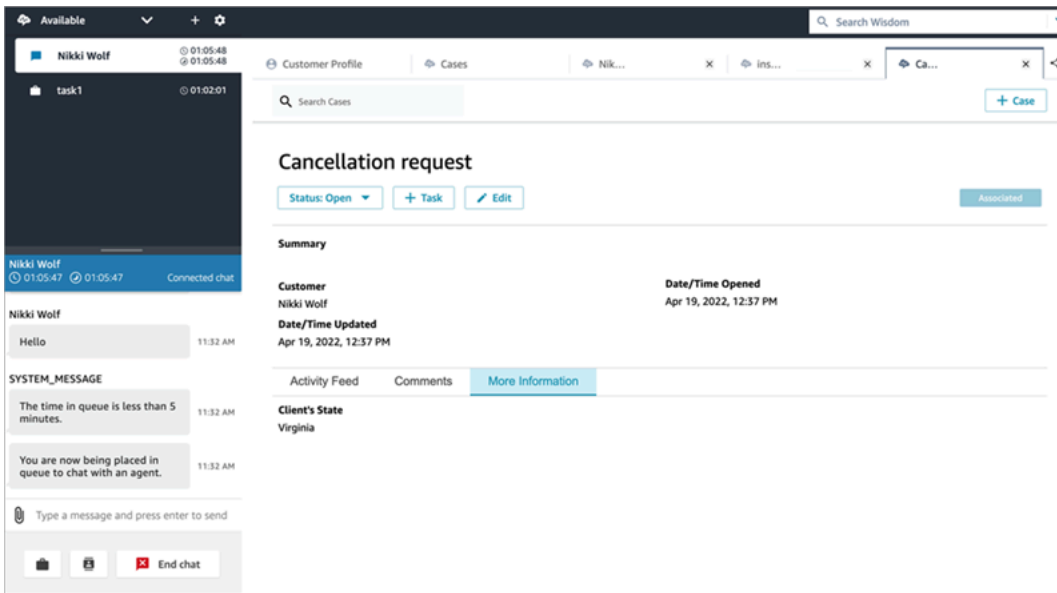 Available
Search Wisdom
Nikki Wolf
01:05:48
01:05:48
task1
01:02:01
Customer Profile
Cases
Nik...
ins...
Ca...
Search Cases
+ Case
Cancellation request
Status: Open
+ Task
Edit
Associated
Summary
Customer
Nikki Wolf
Date/Time Opened
Apr 19, 2022, 12:37 PM
Date/Time Updated
Apr 19, 2022, 12:37 PM
Activity Feed
Comments
More Information
Client's State
Virginia
Nikki Wolf
01:05:47
01:05:47
Connected chat
Nikki Wolf
Hello
11:32 AM
SYSTEM_MESSAGE
The time in queue is less than 5
minutes.
11:32 AM
You are now being placed in
queue to chat with an agent.
11:32 AM
Type a message and press enter to send
End chat